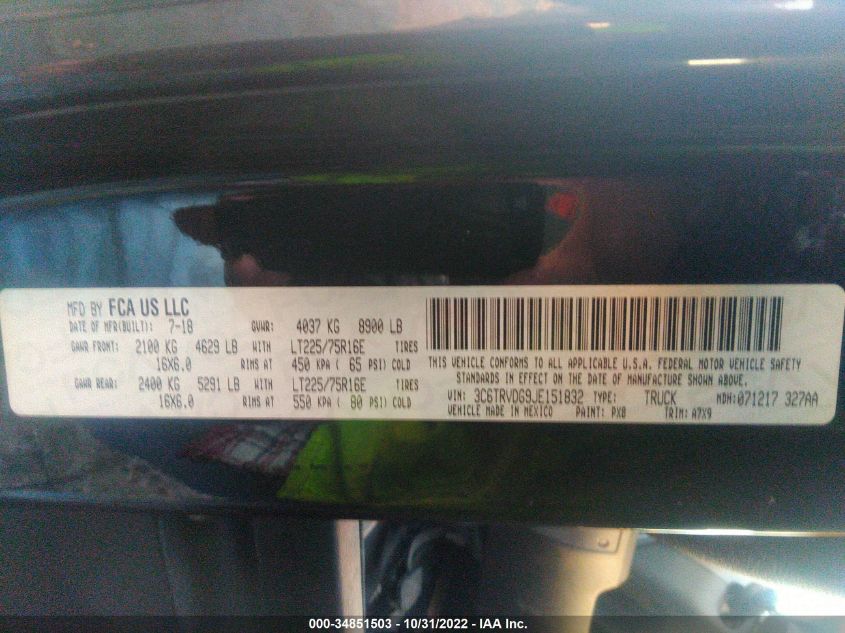 MFD BY FCA US LLC
DATE OF MFR(BUILT): 7-18 GVWR: 4037 KG 8900 LB
GAWR FRONT: 2100 KG 4629 LB WITH LT225/75R16E TIRES
16X6.0 RIMS AT 450 KPA ( 65 PSI) COLD
GAWR REAR: 2400 KG 5291 LB WITH LT225/75R16E TIRES
16X6.0 RIMS AT 550 KPA ( 80 PSI) COLD
THIS VEHICLE CONFORMS TO ALL APPLICABLE U.S.A. FEDERAL MOTOR VEHICLE SAFETY
STANDARDS IN EFFECT ON THE DATE OF MANUFACTURE SHOWN ABOVE.
VIN: 3C6TRVDG9JE151832 TYPE: TRUCK MDH: 071217 327AA
VEHICLE MADE IN MEXICO PAINT: PX8 TRIM: A7X9
000-34851503 - 10/31/2022 - IAA Inc.